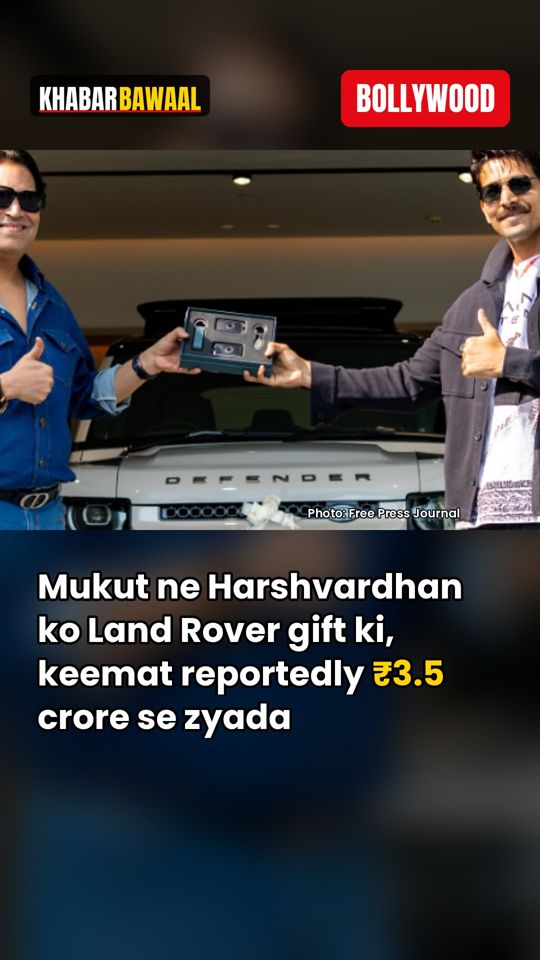 KHABARBAWAAL
BOLLYWOOD
DEFENDER
Photo: Free Press Journal
Mukut ne Harshvardhan
ko Land Rover gift ki,
keemat reportedly ₹3.5
crore se zyada